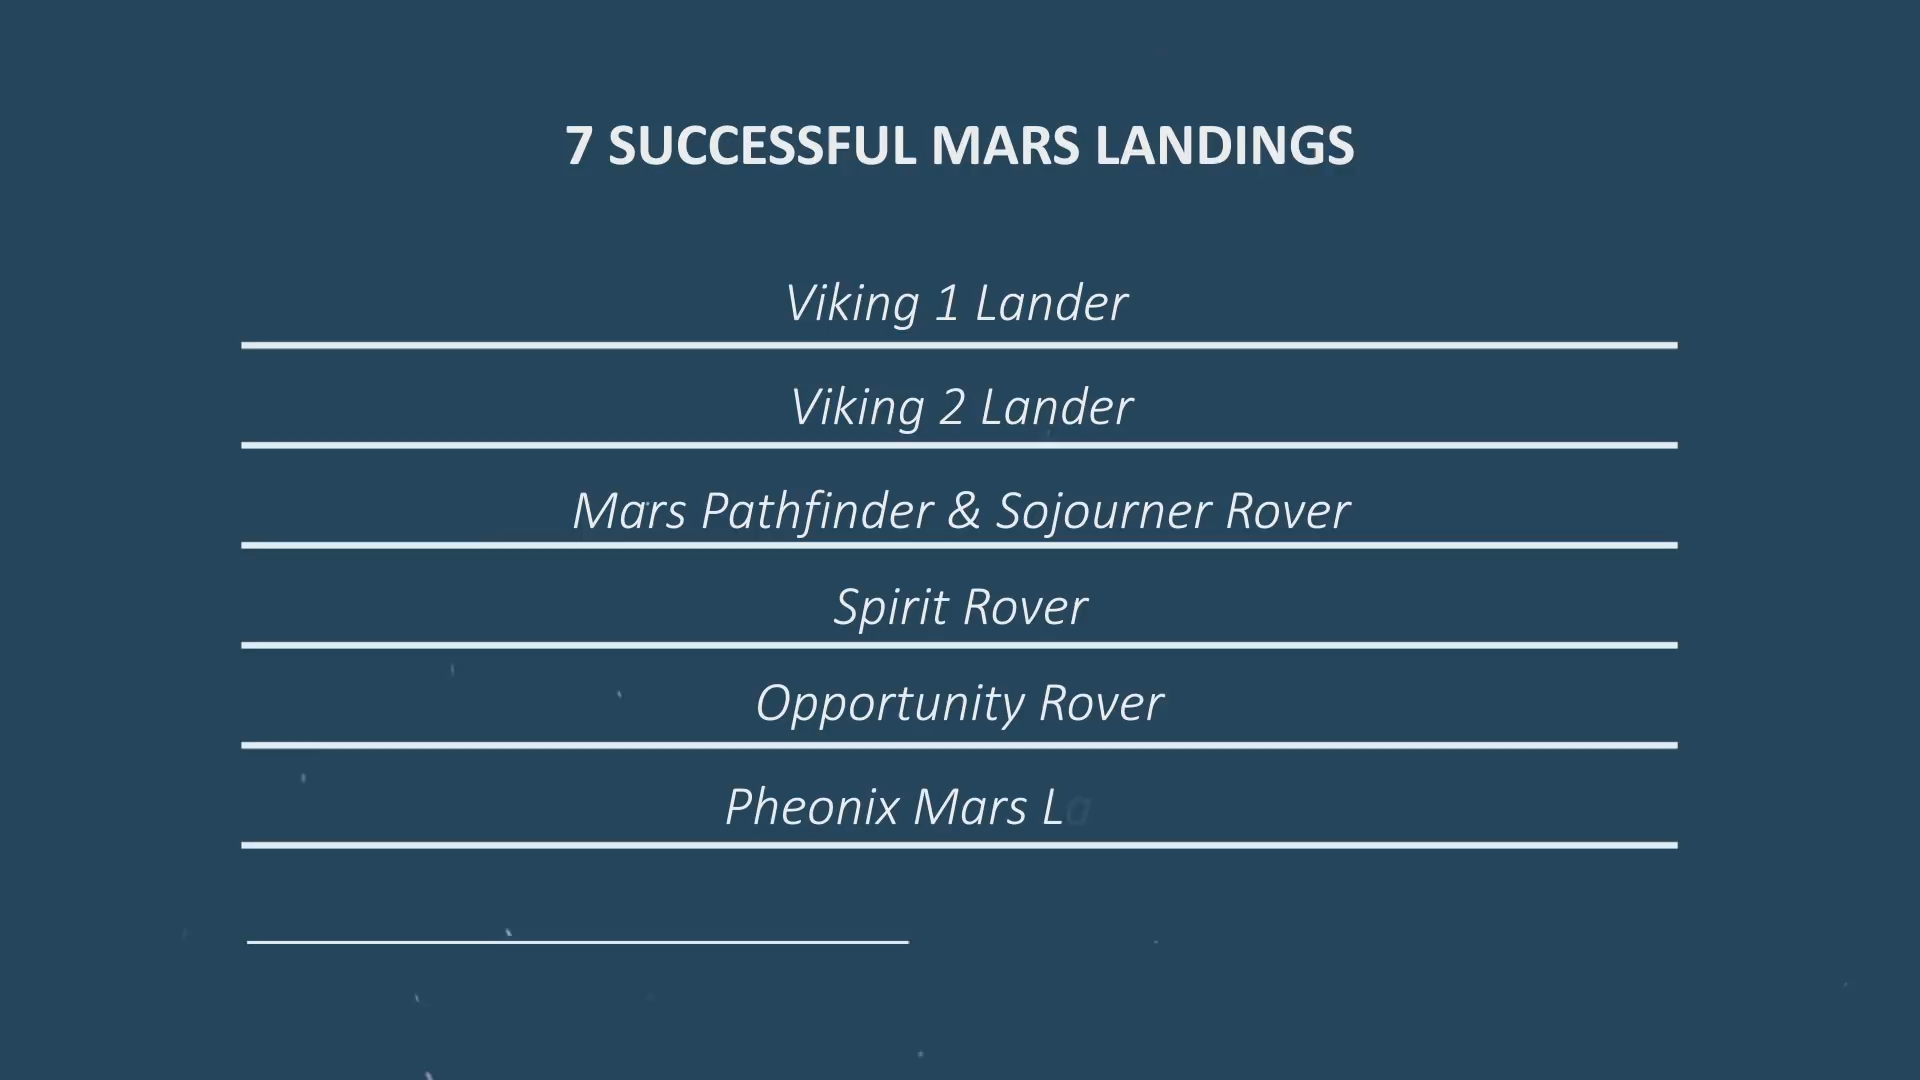 7 SUCCESSFUL MARS LANDINGS
Viking 1 Lander
Viking 2 Lander
Mars Pathfinder & Sojourner Rover
Spirit Rover
Opportunity Rover
Pheonix Mars La